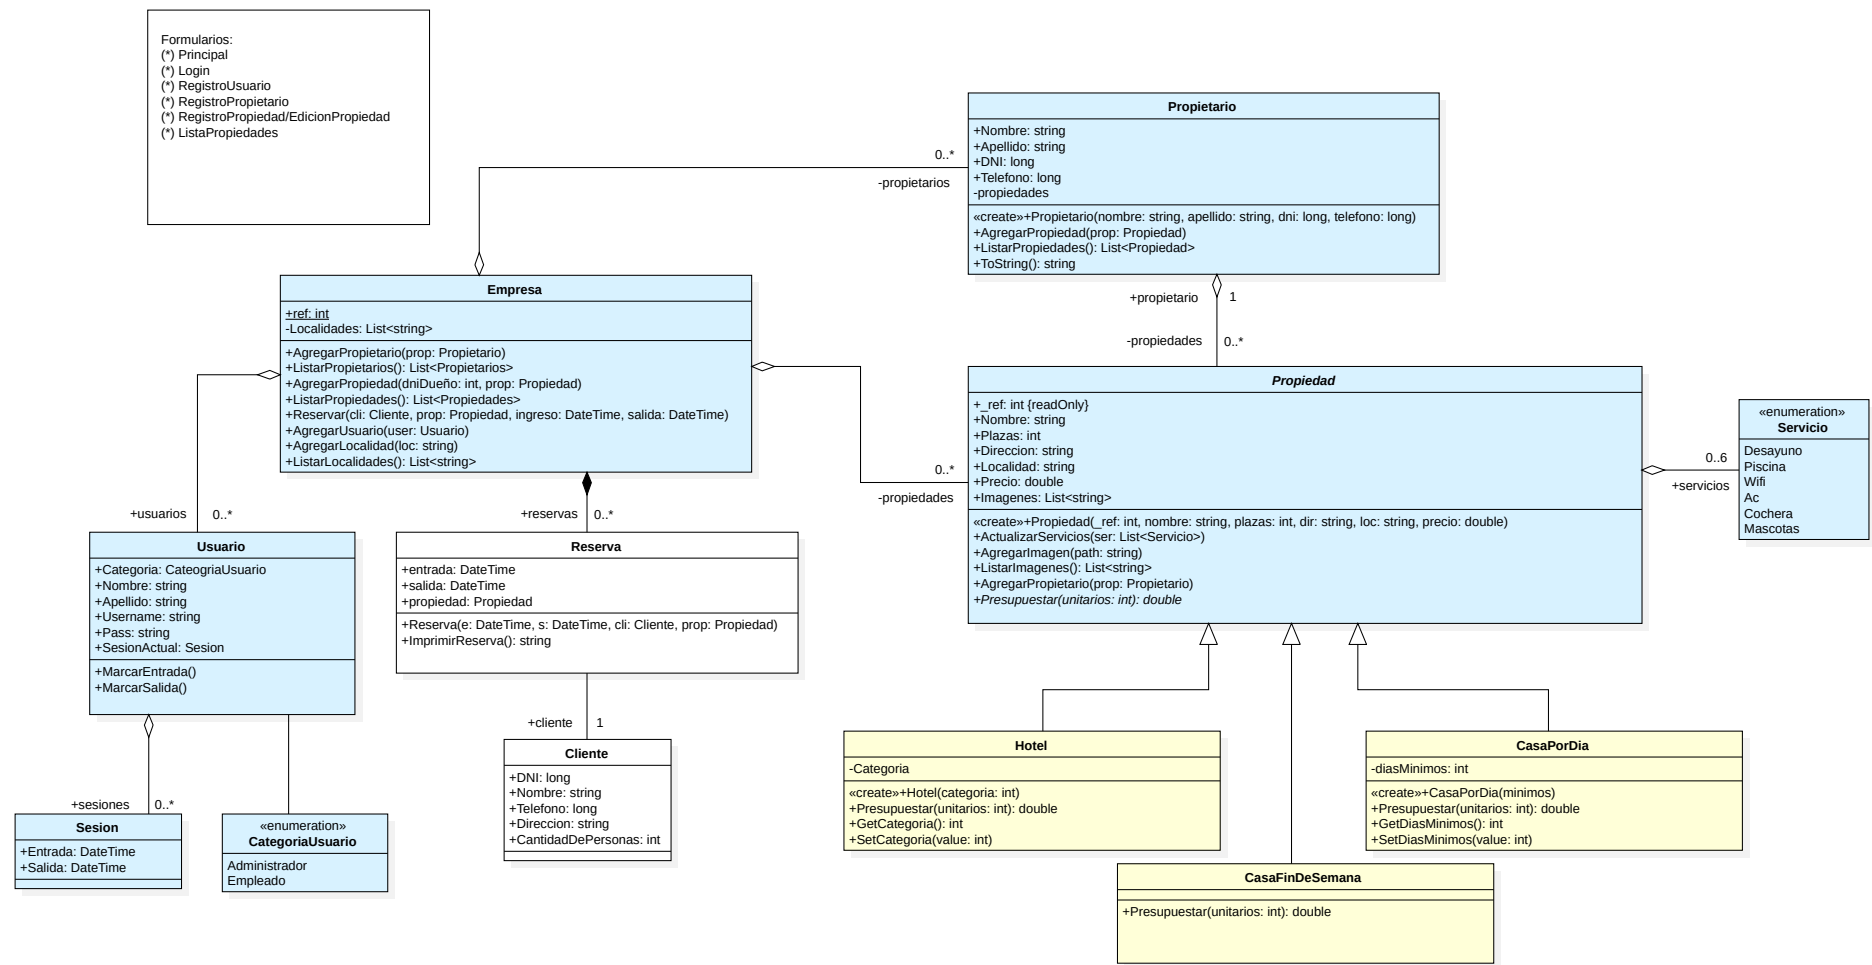 Formularios:
(*) Principal
(*) Login
(*) RegistroUsuario
(*) RegistroPropietario
(*) RegistroPropiedad/EdicionPropiedad
(*) ListaPropiedades
Propietario
+Nombre: string
+Apellido: string
+DNI: long
+Telefono: long
-propiedades
«create»+Propietario(nombre: string, apellido: string, dni: long, telefono: long)
+AgregarPropiedad(prop: Propiedad)
+ListarPropiedades(): List<Propiedad>
+ToString(): string
0..*
-propietarios
+propietario 1
-propiedades 0..*
Empresa
+ref: int
-Localidades: List<string>
+AgregarPropietario(prop: Propietario)
+ListarPropietarios(): List<Propietarios>
+AgregarPropiedad(dniDueño: int, prop: Propiedad)
+ListarPropiedades(): List<Propiedades>
+Reservar(cli: Cliente, prop: Propiedad, ingreso: DateTime, salida: DateTime)
+AgregarUsuario(user: Usuario)
+AgregarLocalidad(loc: string)
+ListarLocalidades(): List<string>
0..*
-propiedades
Propiedad
+_ref: int {readOnly}
+Nombre: string
+Plazas: int
+Direccion: string
+Localidad: string
+Precio: double
+Imagenes: List<string>
«create»+Propiedad(_ref: int, nombre: string, plazas: int, dir: string, loc: string, precio: double)
+ActualizarServicios(ser: List<Servicio>)
+AgregarImagen(path: string)
+ListarImagenes(): List<string>
+AgregarPropietario(prop: Propietario)
+Presupuestar(unitarios: int): double
0..6
+servicios
«enumeration»
Servicio
Desayuno
Piscina
Wifi
Ac
Cochera
Mascotas
+usuarios 0..*
+reservas 0..*
Usuario
+Categoria: CateogriaUsuario
+Nombre: string
+Apellido: string
+Username: string
+Pass: string
+SesionActual: Sesion
+MarcarEntrada()
+MarcarSalida()
Reserva
+entrada: DateTime
+salida: DateTime
+propiedad: Propiedad
+Reserva(e: DateTime, s: DateTime, cli: Cliente, prop: Propiedad)
+ImprimirReserva(): string
+cliente 1
Cliente
+DNI: long
+Nombre: string
+Telefono: long
+Direccion: string
+CantidadDePersonas: int
+sesiones 0..*
Sesion
+Entrada: DateTime
+Salida: DateTime
«enumeration»
CategoriaUsuario
Administrador
Empleado
Hotel
-Categoria
«create»+Hotel(categoria: int)
+Presupuestar(unitarios: int): double
+GetCategoria(): int
+SetCategoria(value: int)
CasaPorDia
-diasMinimos: int
«create»+CasaPorDia(minimos)
+Presupuestar(unitarios: int): double
+GetDiasMinimos(): int
+SetDiasMinimos(value: int)
CasaFinDeSemana
+Presupuestar(unitarios: int): double